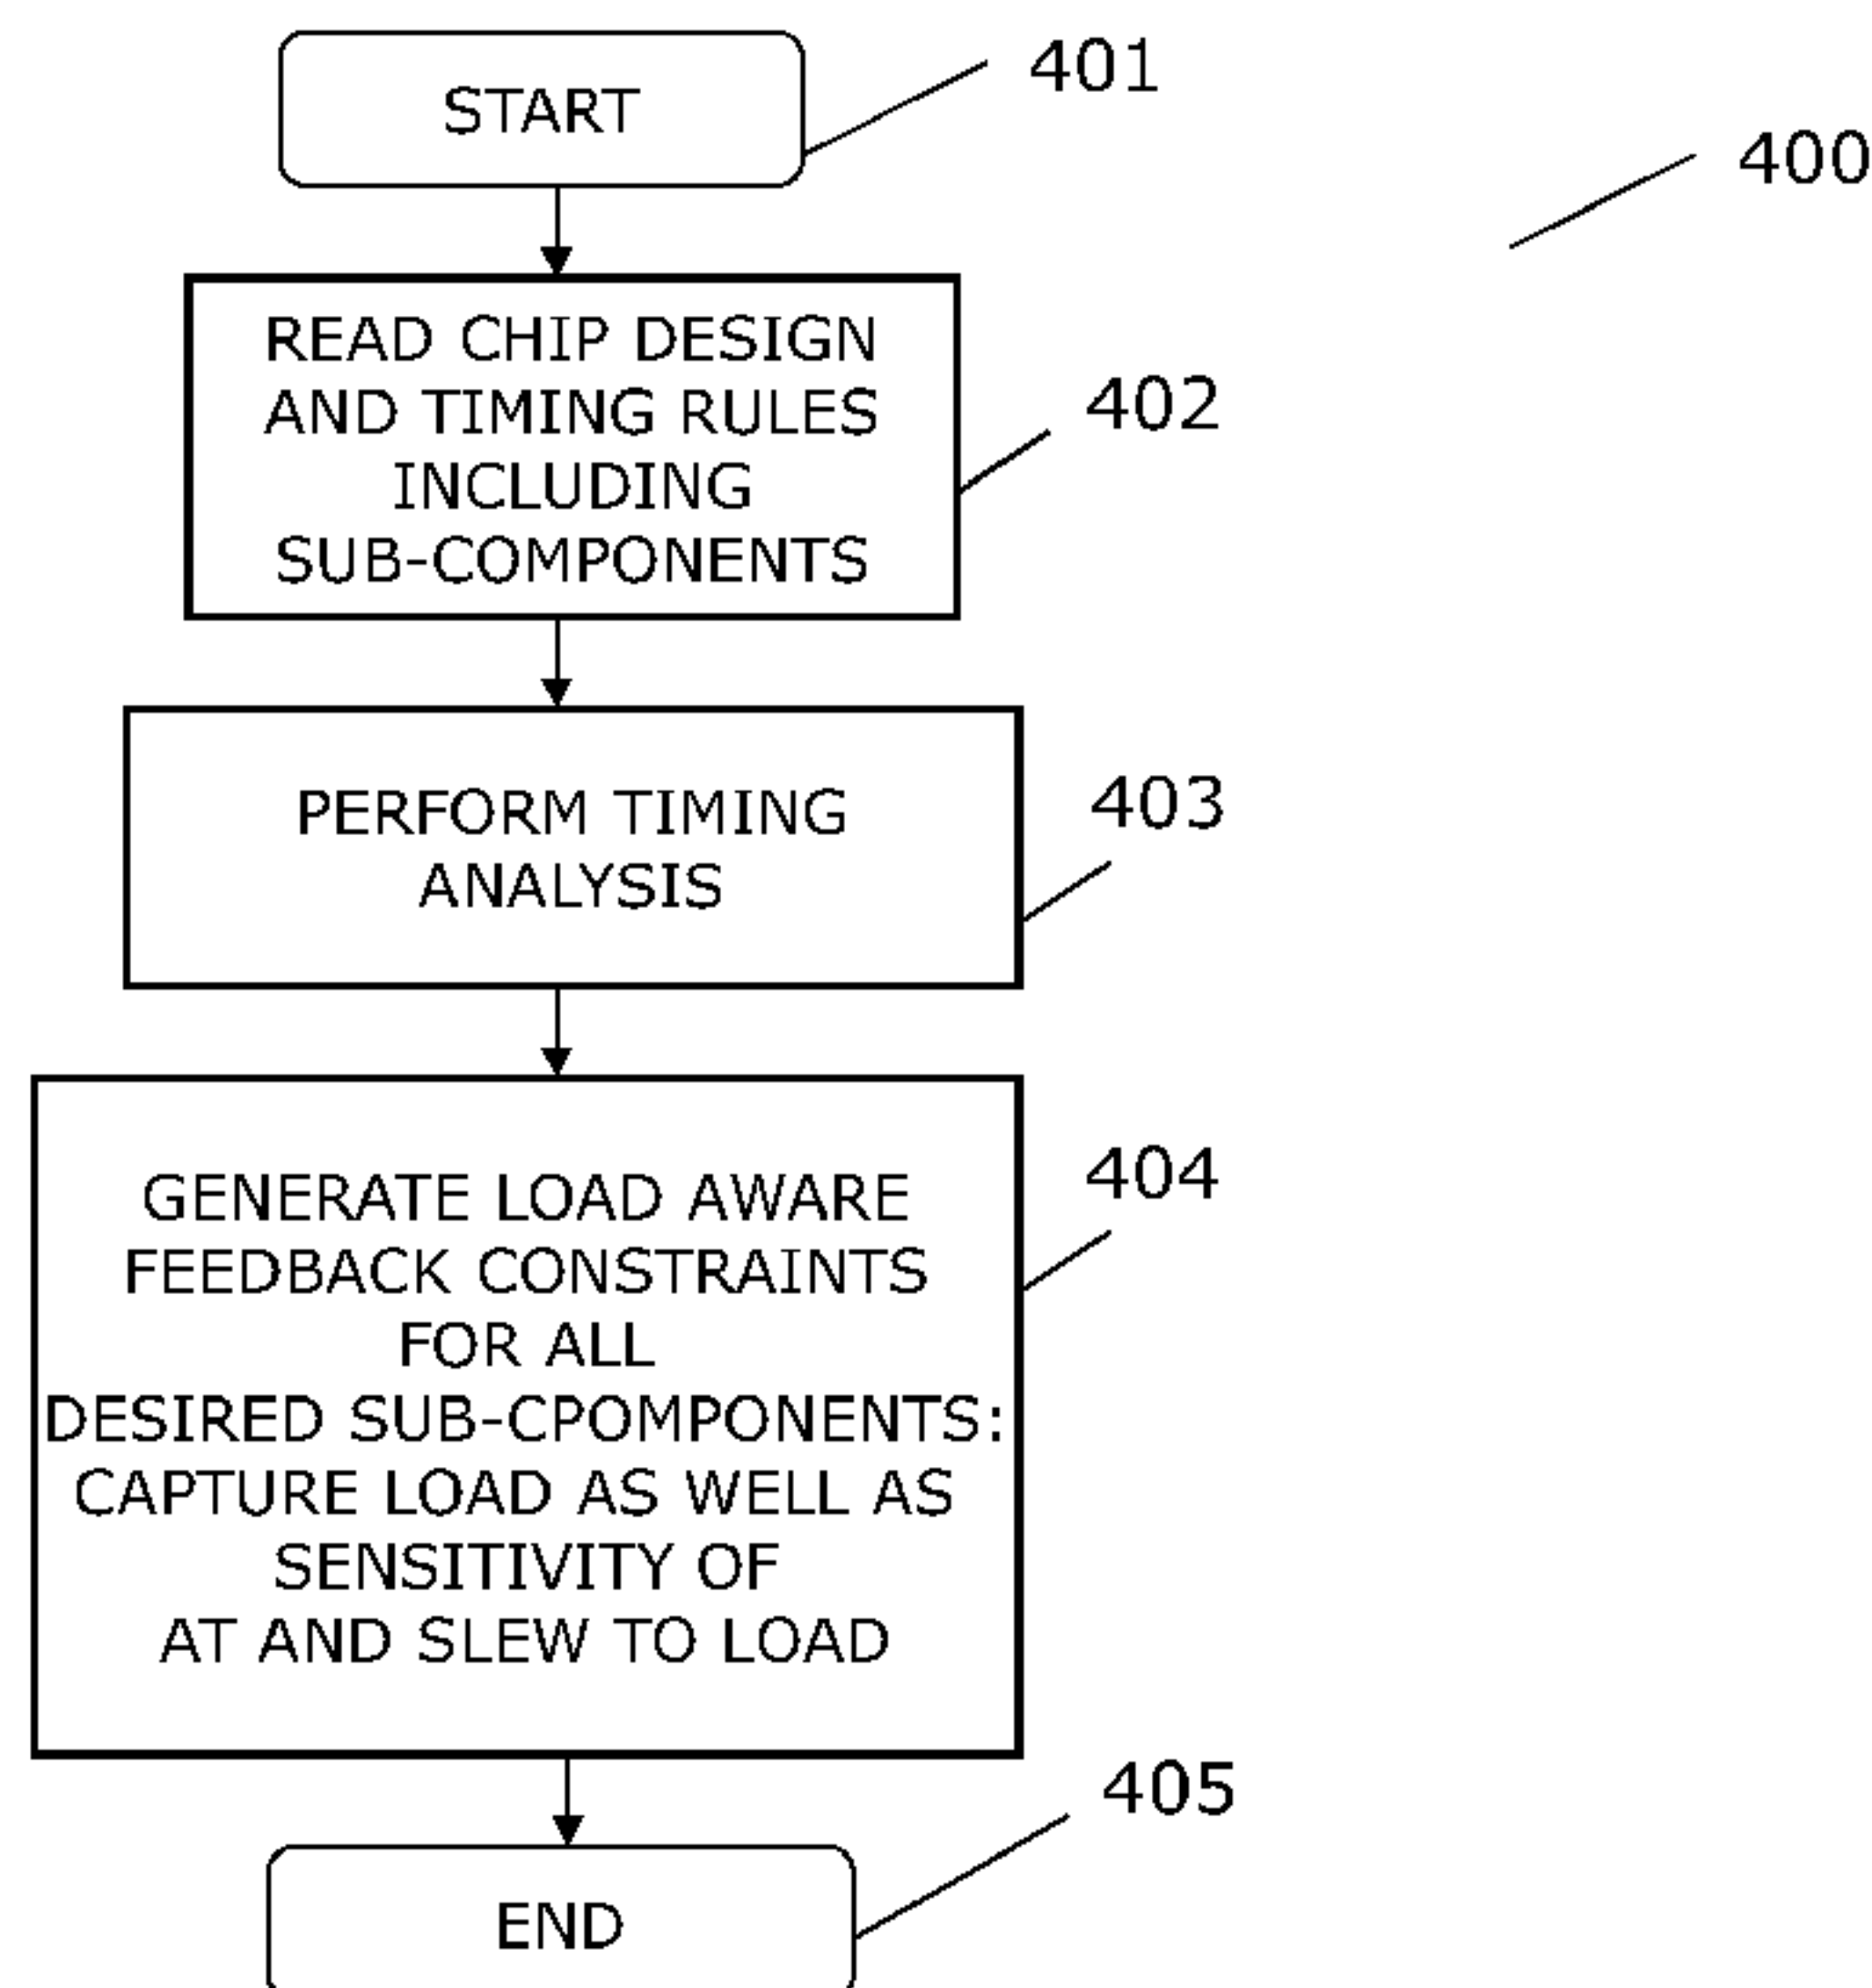 START
401
400
READ CHIP DESIGN
AND TIMING RULES
INCLUDING
SUB-COMPONENTS
402
PERFORM TIMING
ANALYSIS
403
GENERATE LOAD AWARE
FEEDBACK CONSTRAINTS
FOR ALL
DESIRED SUB-CPOMPONENTS:
CAPTURE LOAD AS WELL AS
SENSITIVITY OF
AT AND SLEW TO LOAD
404
END
405